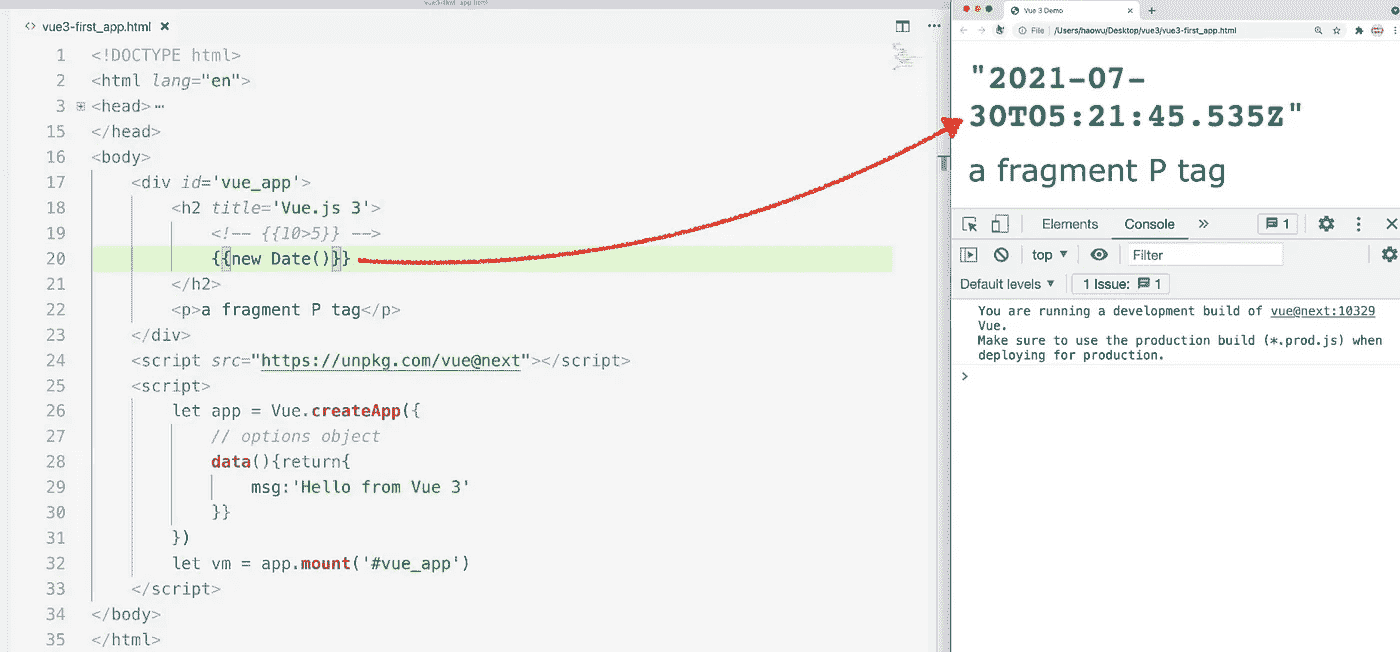 vue3-first_app.html
<> vue3-first_app.html ×
1 <!DOCTYPE html>
2 <html lang="en">
3 <head>⋯
15 </head>
16 <body>
17 <div id='vue_app'>
18 <h2 title='Vue.js 3'>
19 <!-- {{10>5}} -->
20 {{new Date()}}
21 </h2>
22 <p>a fragment P tag</p>
23 </div>
24 <script src="https://unpkg.com/vue@next"></script>
25 <script>
26 let app = Vue.createApp({
27 // options object
28 data(){return{
29 msg:'Hello from Vue 3'
30 }}
31 })
32 let vm = app.mount('#vue_app')
33 </script>
34 </body>
35 </html>
Vue 3 Demo
File /Users/haowu/Desktop/vue3/vue3-first_app.html
"2021-07-
30T05:21:45.535Z"
a fragment P tag
Elements Console » 1
top ▼ Filter
Default levels ▼ 1 Issue: 1
You are running a development build of vue@next:10329
Vue.
Make sure to use the production build (*.prod.js) when
deploying for production.
>